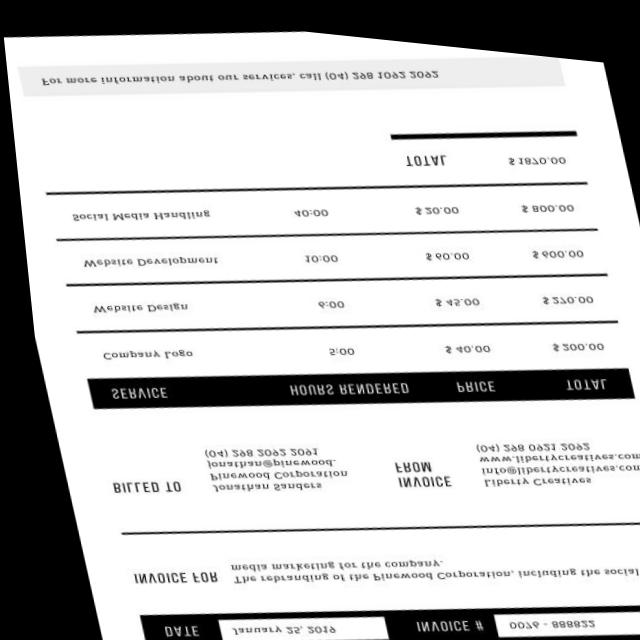 DATE January 25, 2019 INVOICE # 0076 - 888822
INVOICE FOR The rebranding of the Pinewood Corporation, including the social
media marketing for the company.
BILLED TO
Jonathan Sanders
Pinewood Corporation
jonathan@pinewood.
(04) 298 2092 2091
INVOICE
FROM
Liberty Creatives
info@libertycreatives.com
www.libertycreatives.com
(04) 298 0921 2092
SERVICE HOURS RENDERED PRICE TOTAL
Company Logo 5:00 $ 40.00 $ 200.00
Website Design 6:00 $ 45.00 $ 270.00
Website Development 10:00 $ 60.00 $ 600.00
Social Media Handling 40:00 $ 20.00 $ 800.00
TOTAL $ 1870.00
For more information about our services, call (04) 298 1092 2092